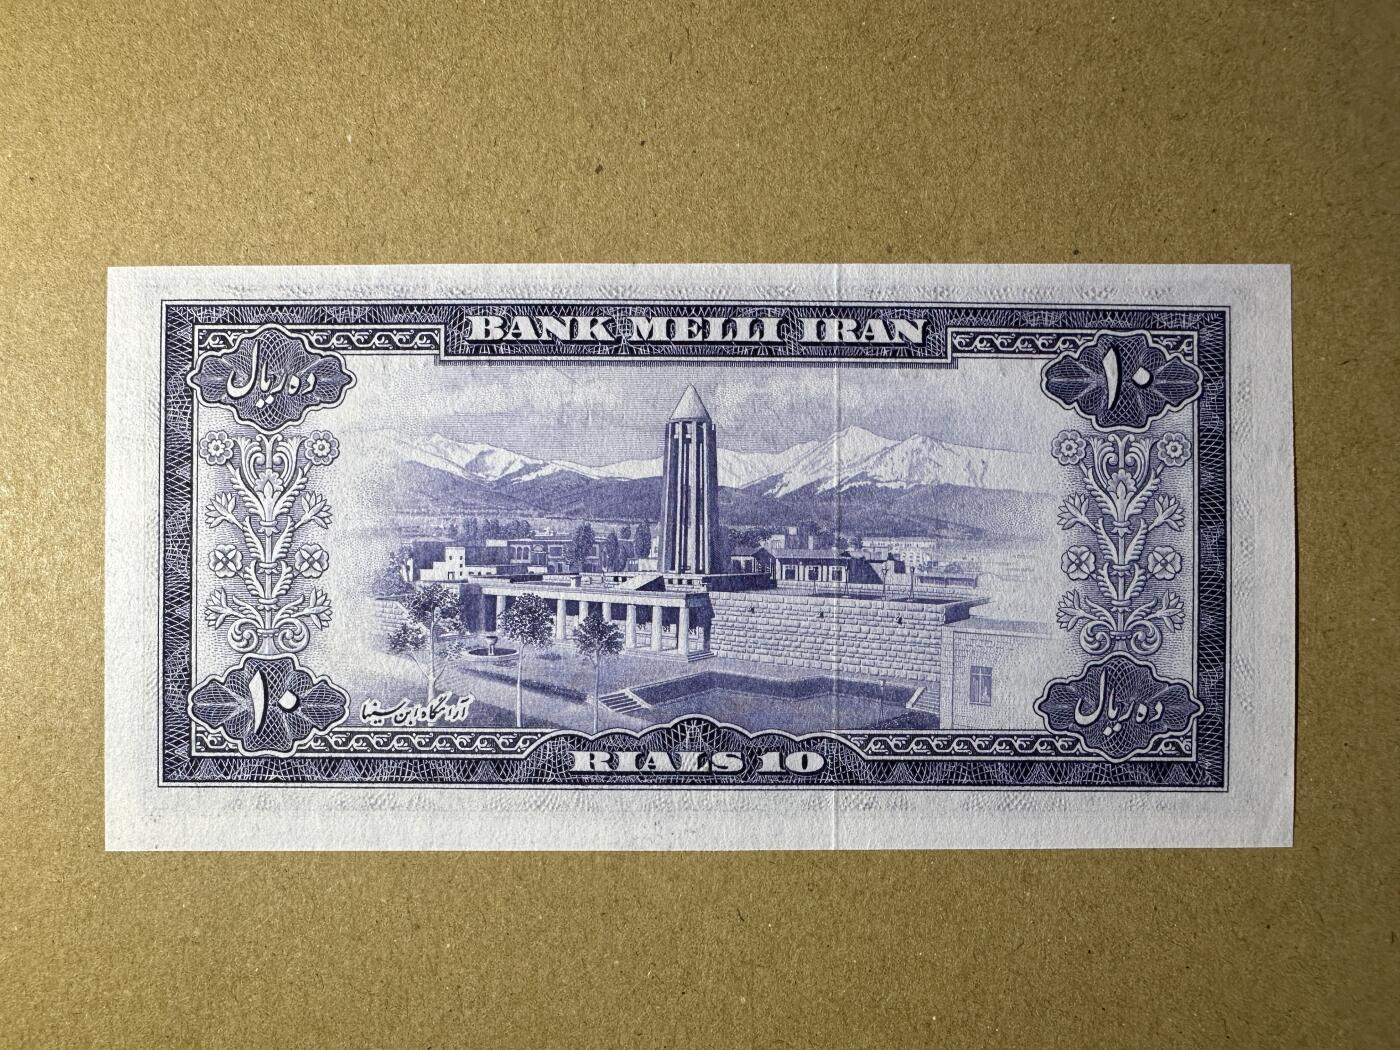 BANK MELLI IRAN
ده ریال
۱۰
۱۰
آرامگاه ابن سینا
ده ریال
RIALS 10